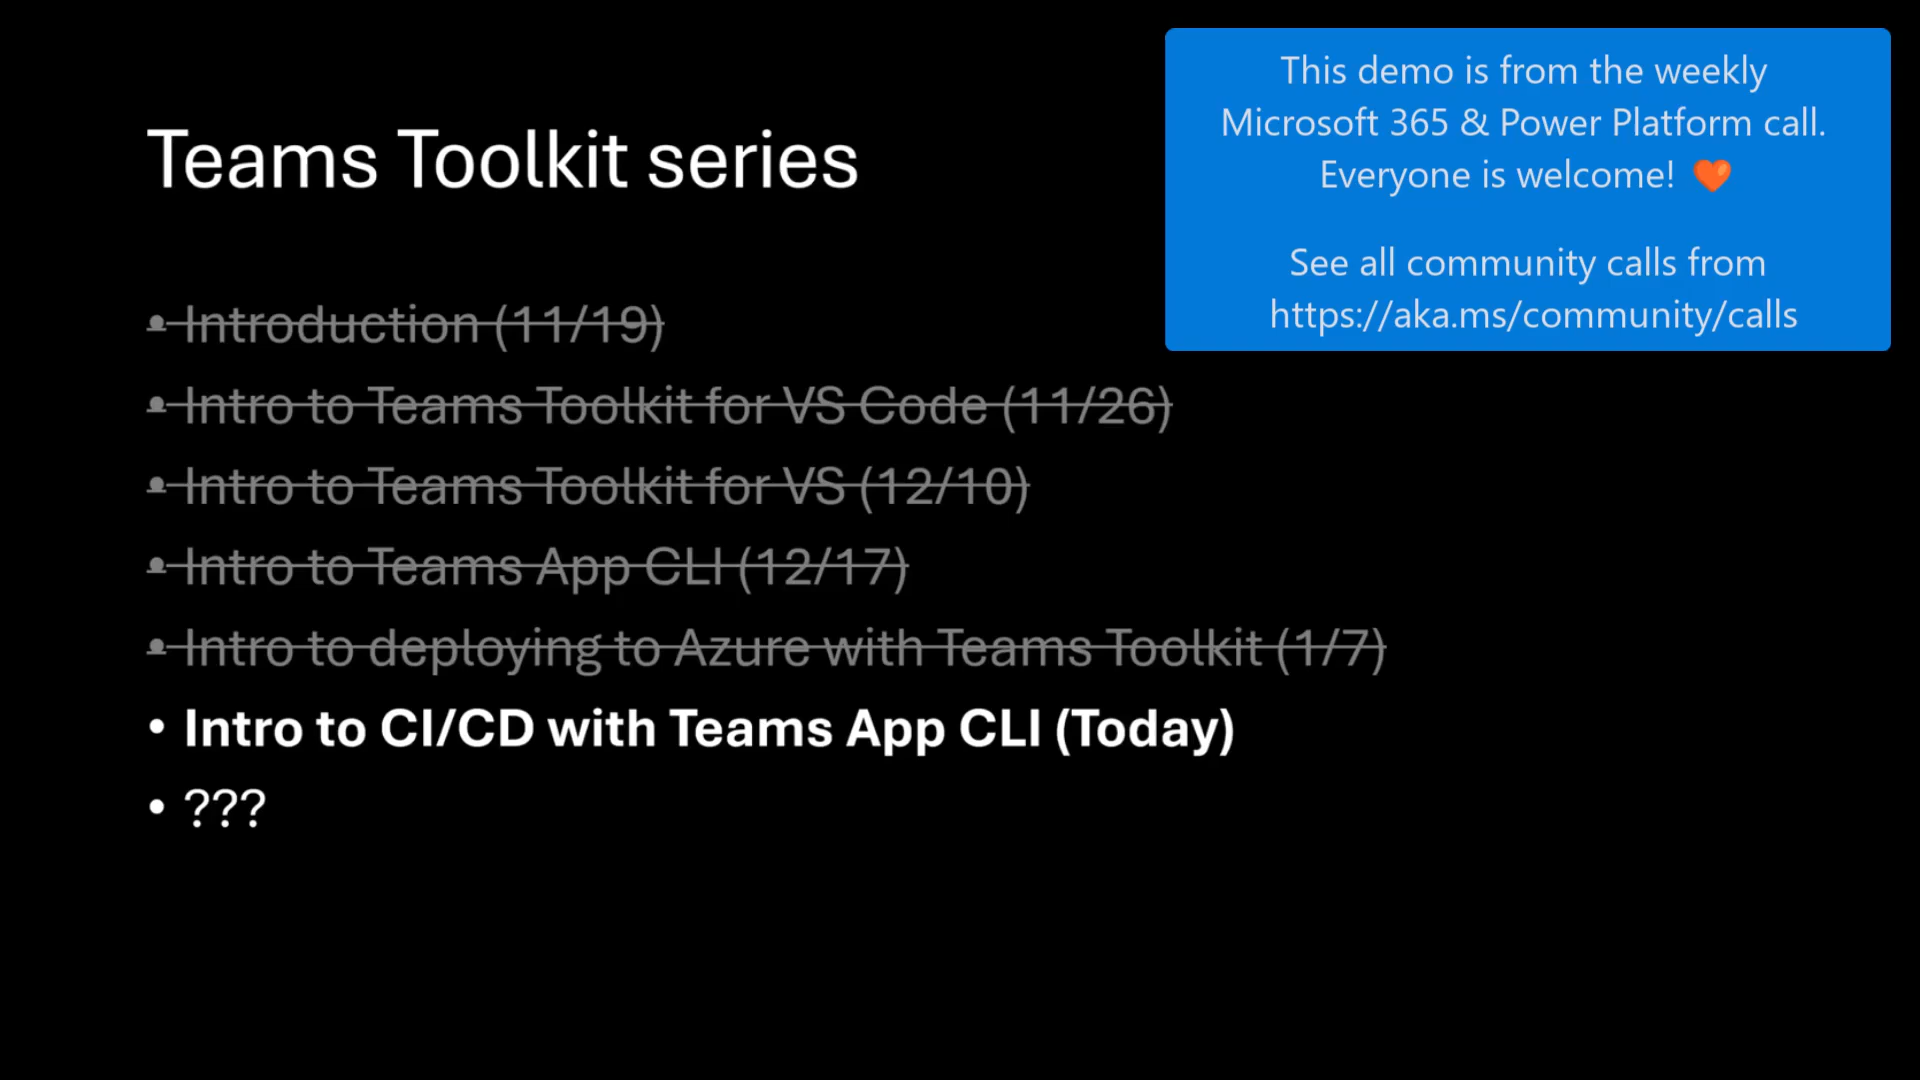 Teams Toolkit series
This demo is from the weekly
Microsoft 365 & Power Platform call.
Everyone is welcome! 🧡
See all community calls from
https://aka.ms/community/calls
• Introduction (11/19)
• Intro to Teams Toolkit for VS Code (11/26)
• Intro to Teams Toolkit for VS (12/10)
• Intro to Teams App CLI (12/17)
• Intro to deploying to Azure with Teams Toolkit (1/7)
• Intro to CI/CD with Teams App CLI (Today)
• ???